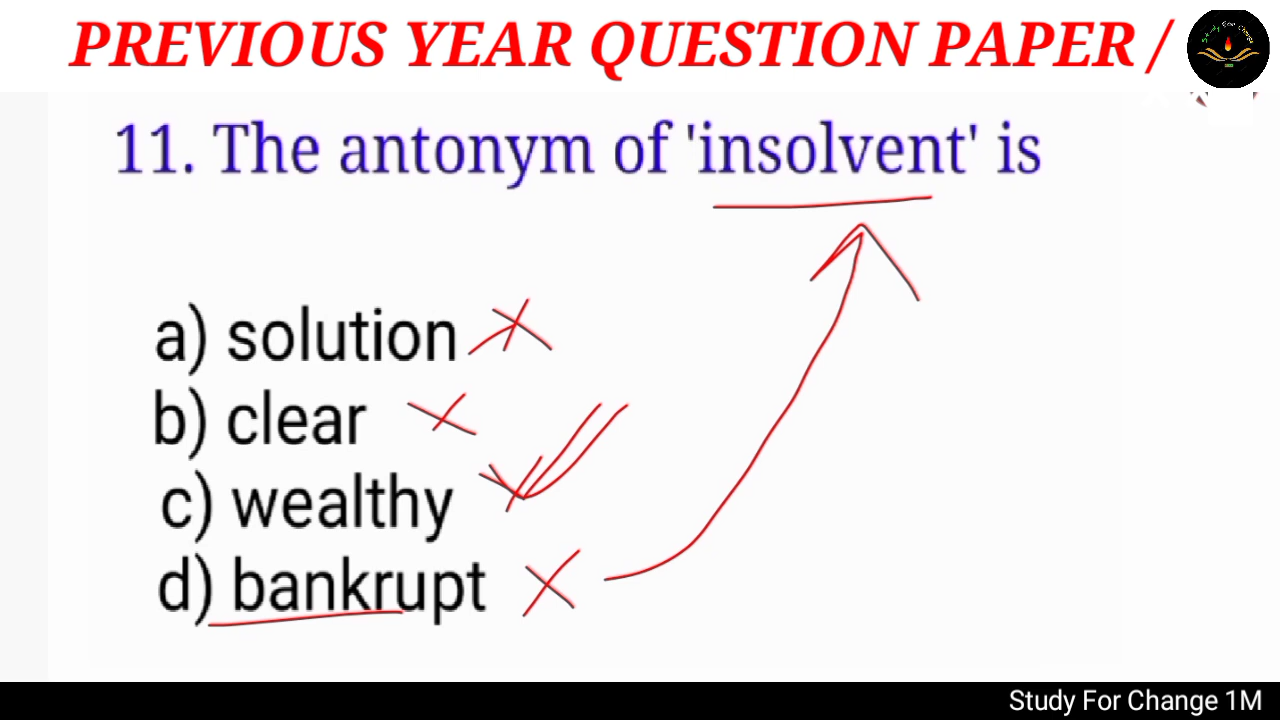 PREVIOUS YEAR QUESTION PAPER /
11. The antonym of 'insolvent' is
a) solution
b) clear
c) wealthy
d) bankrupt
Study For Change 1M